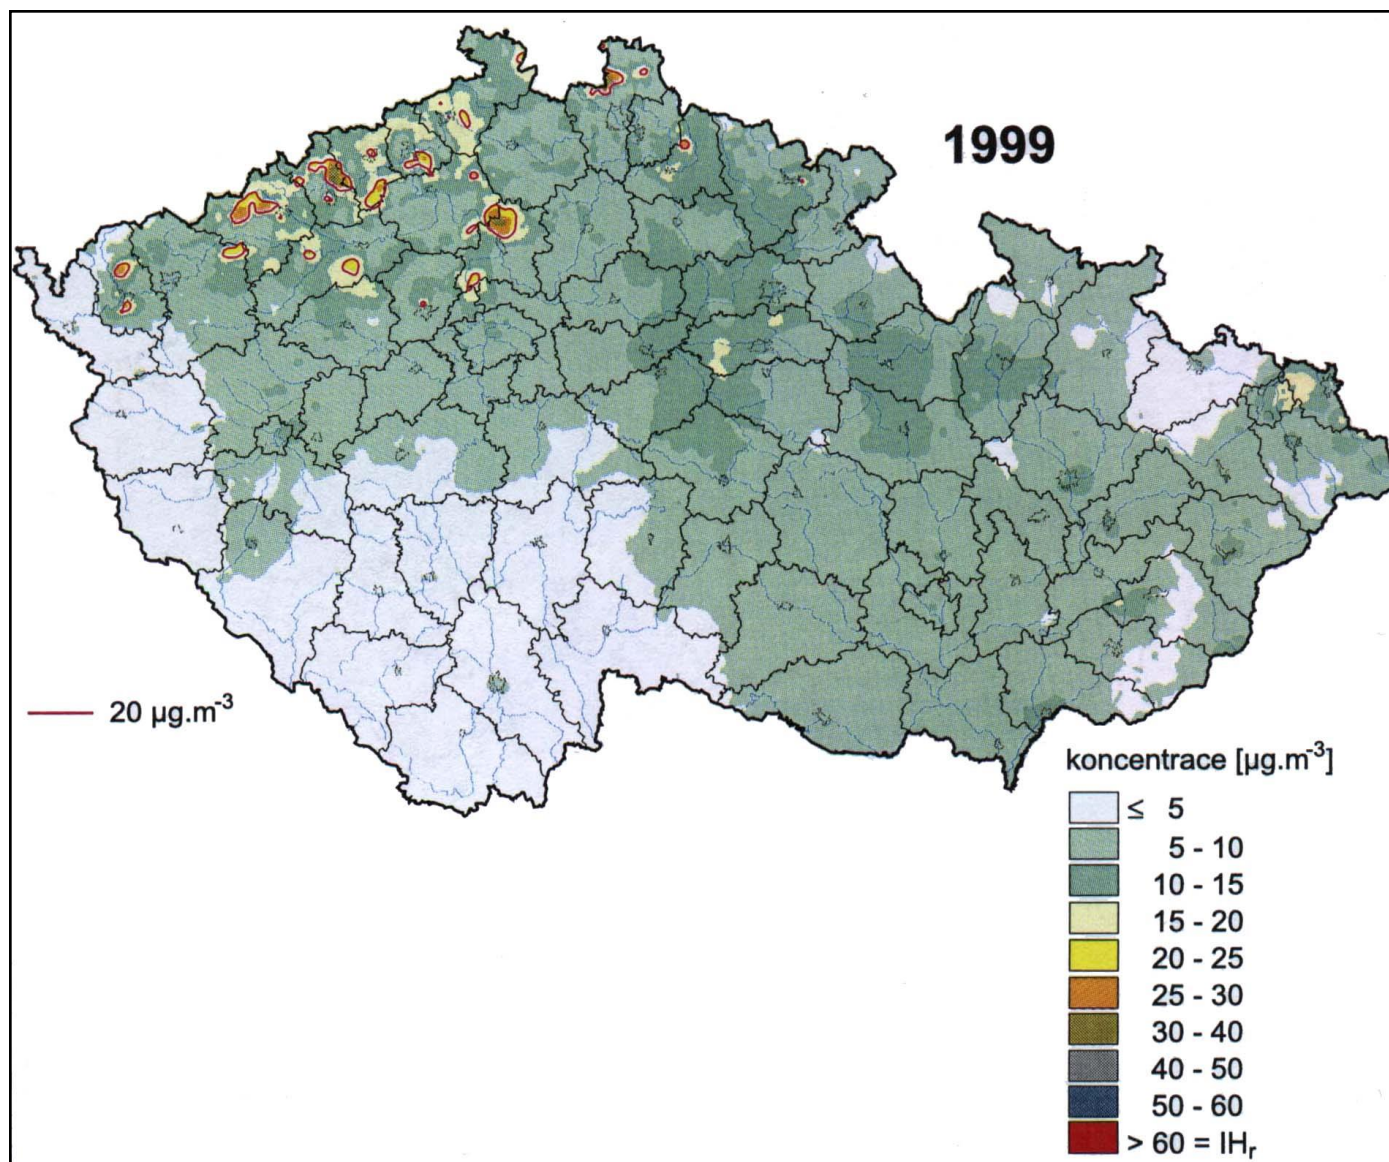 1999
20 µg.m⁻³
koncentrace [µg.m⁻³]
≤ 5
5 - 10
10 - 15
15 - 20
20 - 25
25 - 30
30 - 40
40 - 50
50 - 60
> 60 = IHᵣ